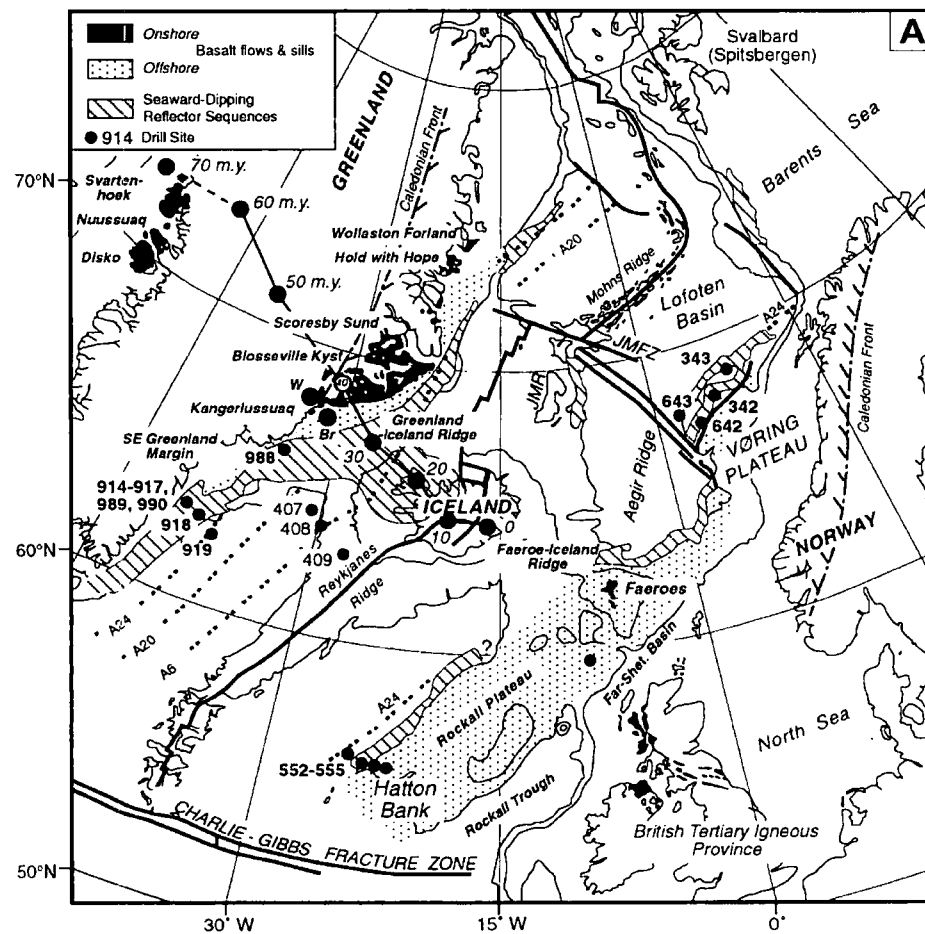 A
Onshore
Basalt flows & sills
Offshore
Seaward-Dipping
Reflector Sequences
914 Drill Site
Svalbard
(Spitsbergen)
Barents Sea
GREENLAND
Caledonian Front
70°N
70 m.y.
Svarten-
hoek
60 m.y.
Nuussuaq
Disko
Wollaston Forland
Hold with Hope
A20
Mohns Ridge
Lofoten
Basin
50 m.y.
Scoresby Sund
A24
Blosseville Kyst
JMFZ
343
Caledonian Front
40
W
JMR
342
643
642
Kangerlussuaq
Br
Greenland
Iceland Ridge
VØRING
PLATEAU
SE Greenland
Margin
988
30
20
Aegir Ridge
914-917,
989, 990
407
ICELAND
918
408
10
0
NORWAY
919
409
Faeroe-Iceland
Ridge
60°N
Reykjanes
Ridge
Faeroes
A24
A20
A6
Far-Shet. Basin
A24
Rockall Plateau
North Sea
552-555
Hatton
Bank
Rockall Trough
British Tertiary Igneous
Province
CHARLIE-GIBBS FRACTURE ZONE
50°N
30° W
15° W
0°